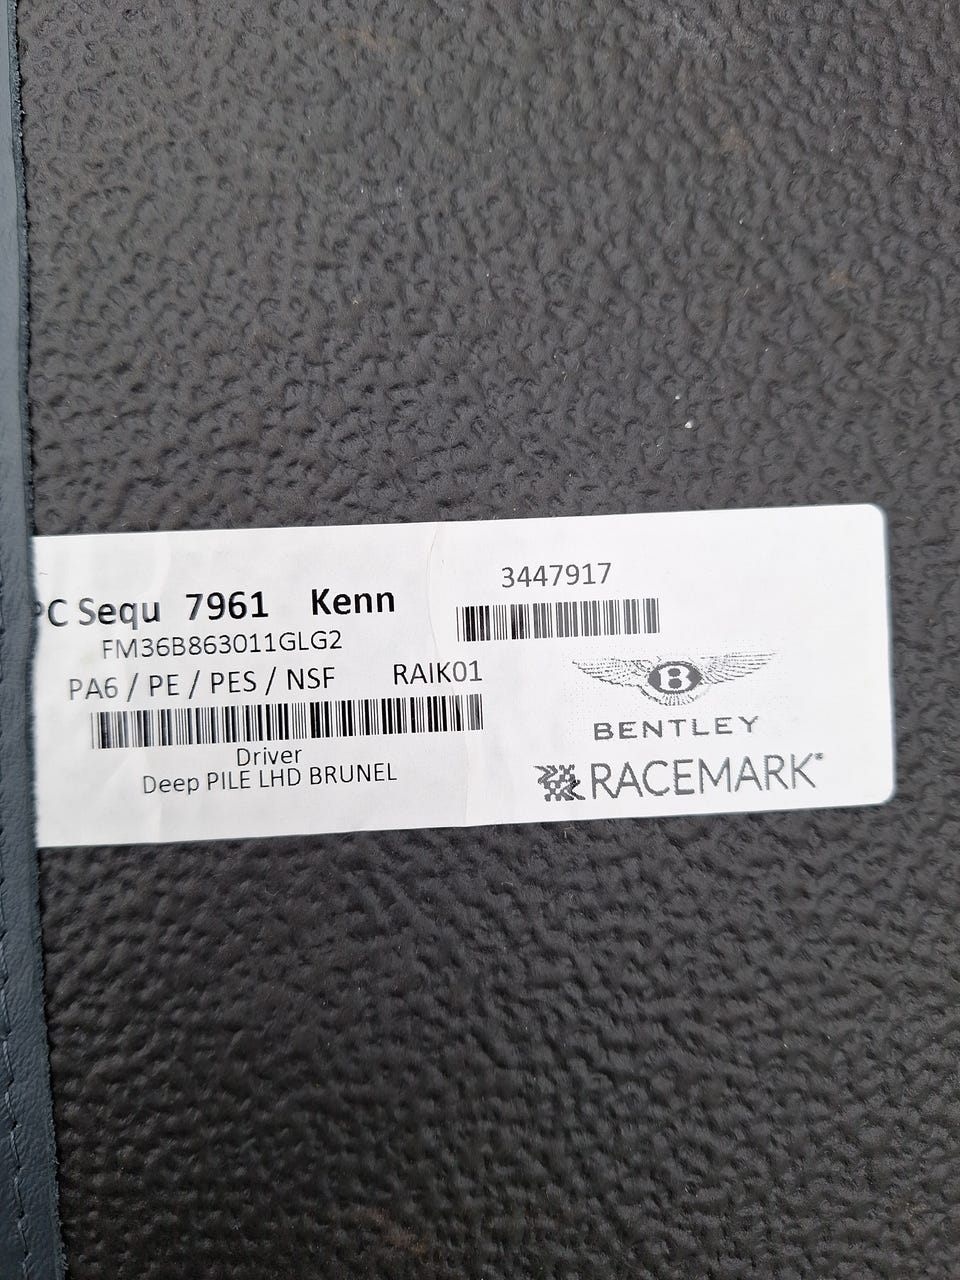 PC Sequ 7961 Kenn
FM36B863011GLG2
PA6 / PE / PES / NSF RAIK01
Driver
Deep PILE LHD BRUNEL
3447917
B
BENTLEY
RACEMARK®